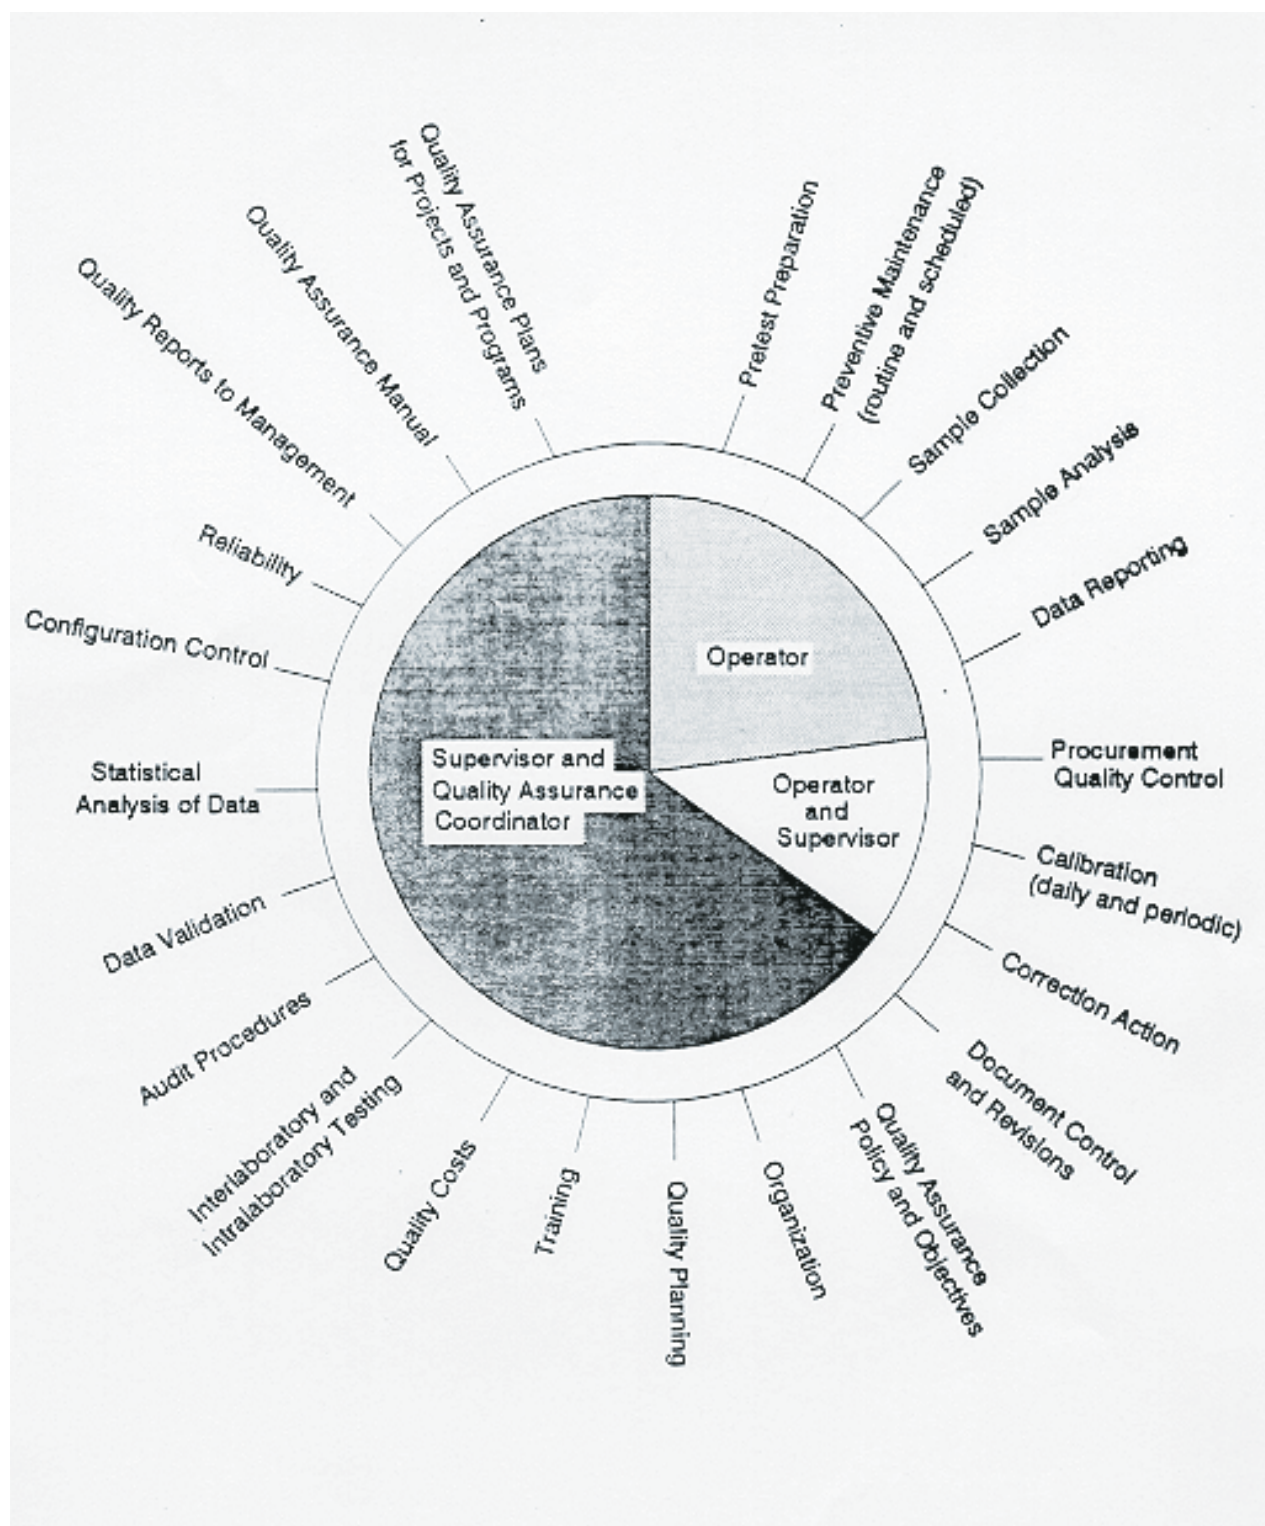 Pretest Preparation
Preventive Maintenance
(routine and scheduled)
Sample Collection
Sample Analysis
Data Reporting
Procurement
Quality Control
Calibration
(daily and periodic)
Correction Action
Document Control
and Revisions
Quality Assurance
Policy and Objectives
Organization
Quality Planning
Training
Quality Costs
Interlaboratory and
Intralaboratory Testing
Audit Procedures
Data Validation
Statistical
Analysis of Data
Configuration Control
Reliability
Quality Reports to Management
Quality Assurance Manual
Quality Assurance Plans
for Projects and Programs
Operator
Operator
and
Supervisor
Supervisor and
Quality Assurance
Coordinator